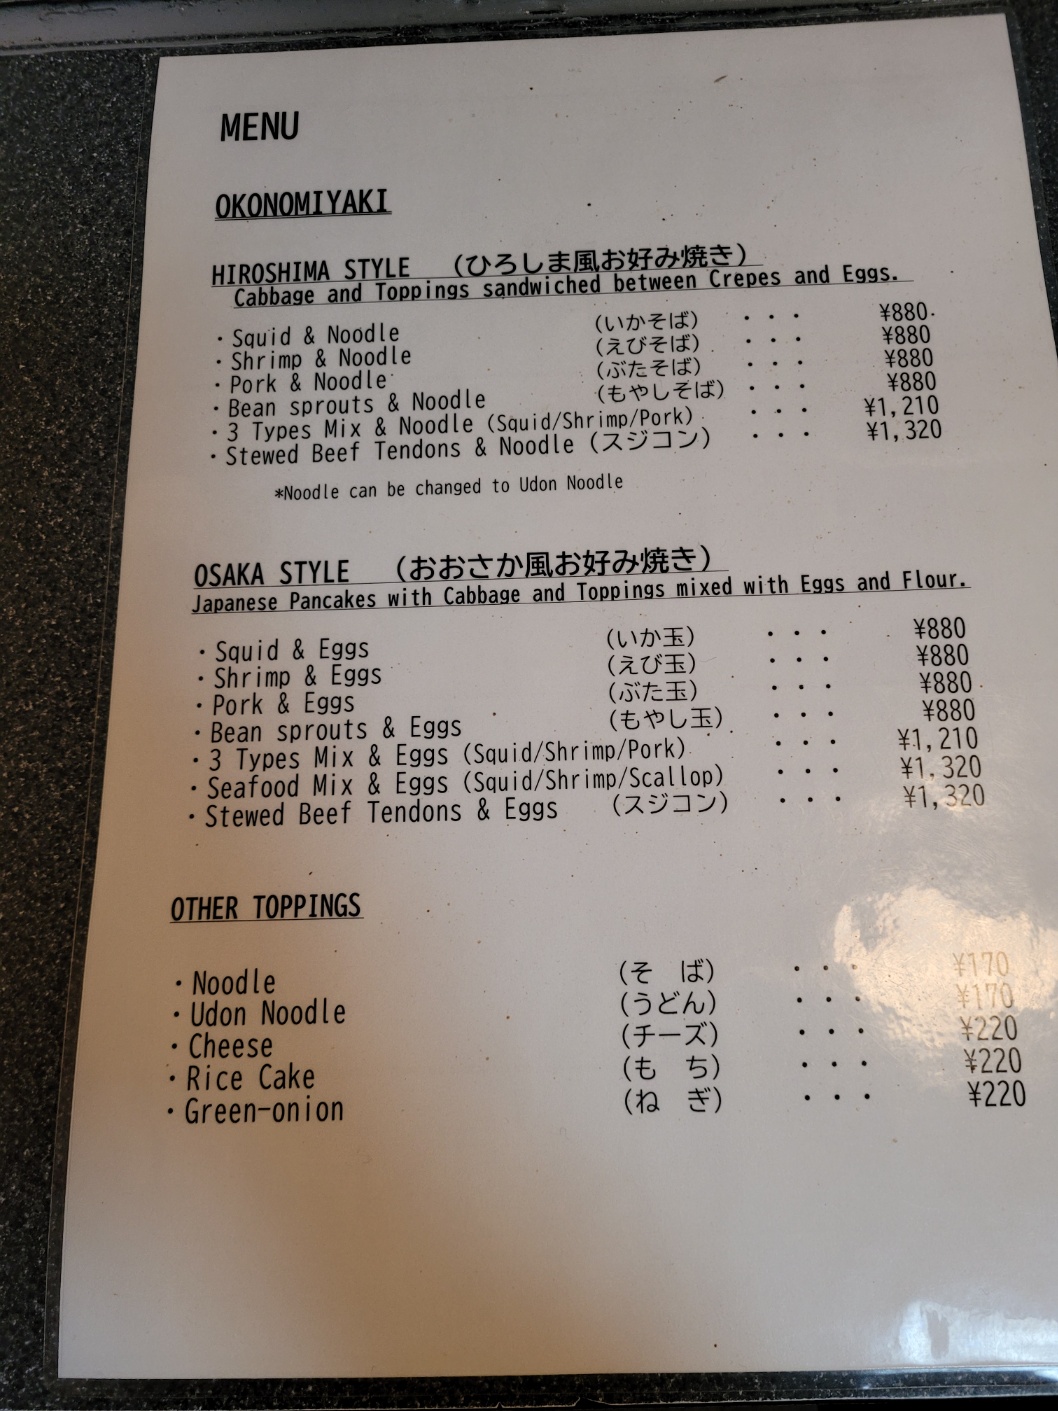 MENU
OKONOMIYAKI
HIROSHIMA STYLE （ひろしま風お好み焼き）
Cabbage and Toppings sandwiched between Crepes and Eggs.
・Squid & Noodle （いかそば） ・・・ ¥880
・Shrimp & Noodle （えびそば） ・・・ ¥880
・Pork & Noodle （ぶたそば） ・・・ ¥880
・Bean sprouts & Noodle （もやしそば） ・・・ ¥880
・3 Types Mix & Noodle (Squid/Shrimp/Pork) ・・・ ¥1,210
・Stewed Beef Tendons & Noodle （スジコン） ・・・ ¥1,320
*Noodle can be changed to Udon Noodle
OSAKA STYLE （おおさか風お好み焼き）
Japanese Pancakes with Cabbage and Toppings mixed with Eggs and Flour.
・Squid & Eggs （いか玉） ・・・ ¥880
・Shrimp & Eggs （えび玉） ・・・ ¥880
・Pork & Eggs （ぶた玉） ・・・ ¥880
・Bean sprouts & Eggs （もやし玉） ・・・ ¥880
・3 Types Mix & Eggs (Squid/Shrimp/Pork) ・・・ ¥1,210
・Seafood Mix & Eggs (Squid/Shrimp/Scallop) ・・・ ¥1,320
・Stewed Beef Tendons & Eggs （スジコン） ・・・ ¥1,320
OTHER TOPPINGS
・Noodle （そ　ば） ・・・ ¥170
・Udon Noodle （うどん） ・・・ ¥170
・Cheese （チーズ） ・・・ ¥220
・Rice Cake （も　ち） ・・・ ¥220
・Green-onion （ね　ぎ） ・・・ ¥220